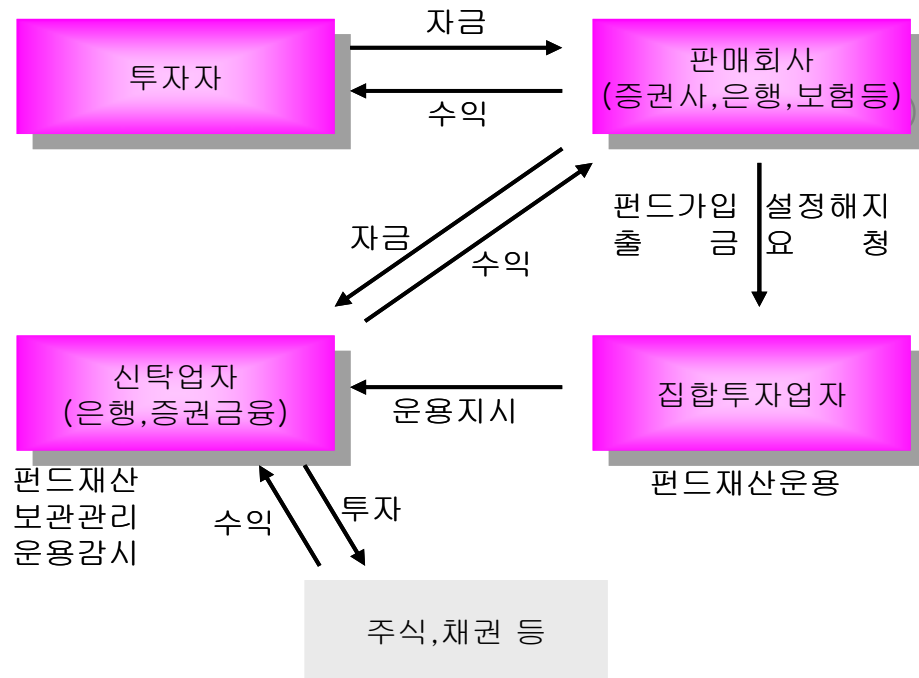 자금
투자자
판매회사
(증권사,은행,보험등)
수익
펀드가입 설정해지
출 금 요 청
자금
수익
신탁업자
(은행,증권금융)
운용지시
집합투자업자
펀드재산
보관관리
운용감시
펀드재산운용
수익
투자
주식,채권 등